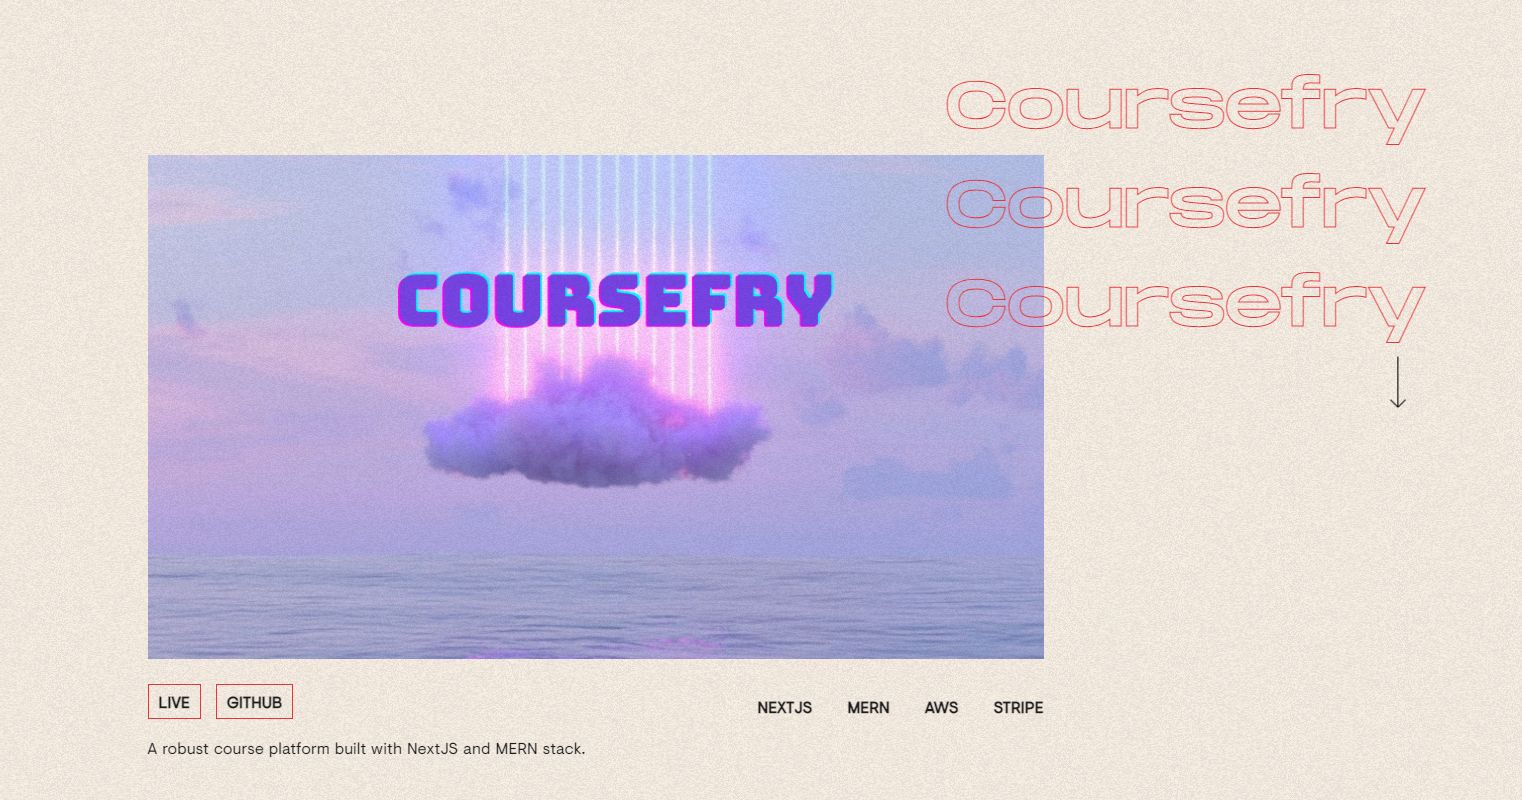 Coursefry
Coursefry
Coursefry
COURSEFRY
LIVE GITHUB
NEXTJS MERN AWS STRIPE
A robust course platform built with NextJS and MERN stack.